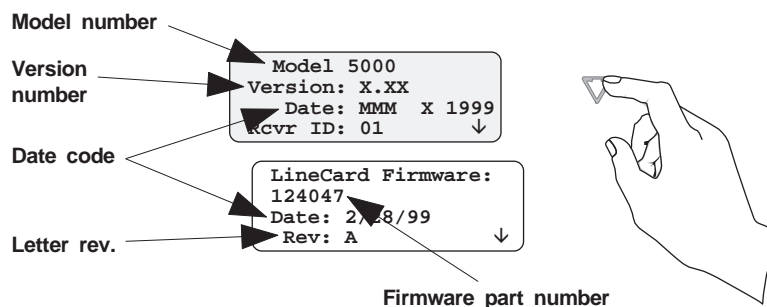 Model number
Version
number
Date code
Letter rev.
Model 5000
Version: X.XX
Date: MMM X 1999
Rcvr ID: 01 ↓
LineCard Firmware:
124047
Date: 2/28/99
Rev: A ↓
Firmware part number